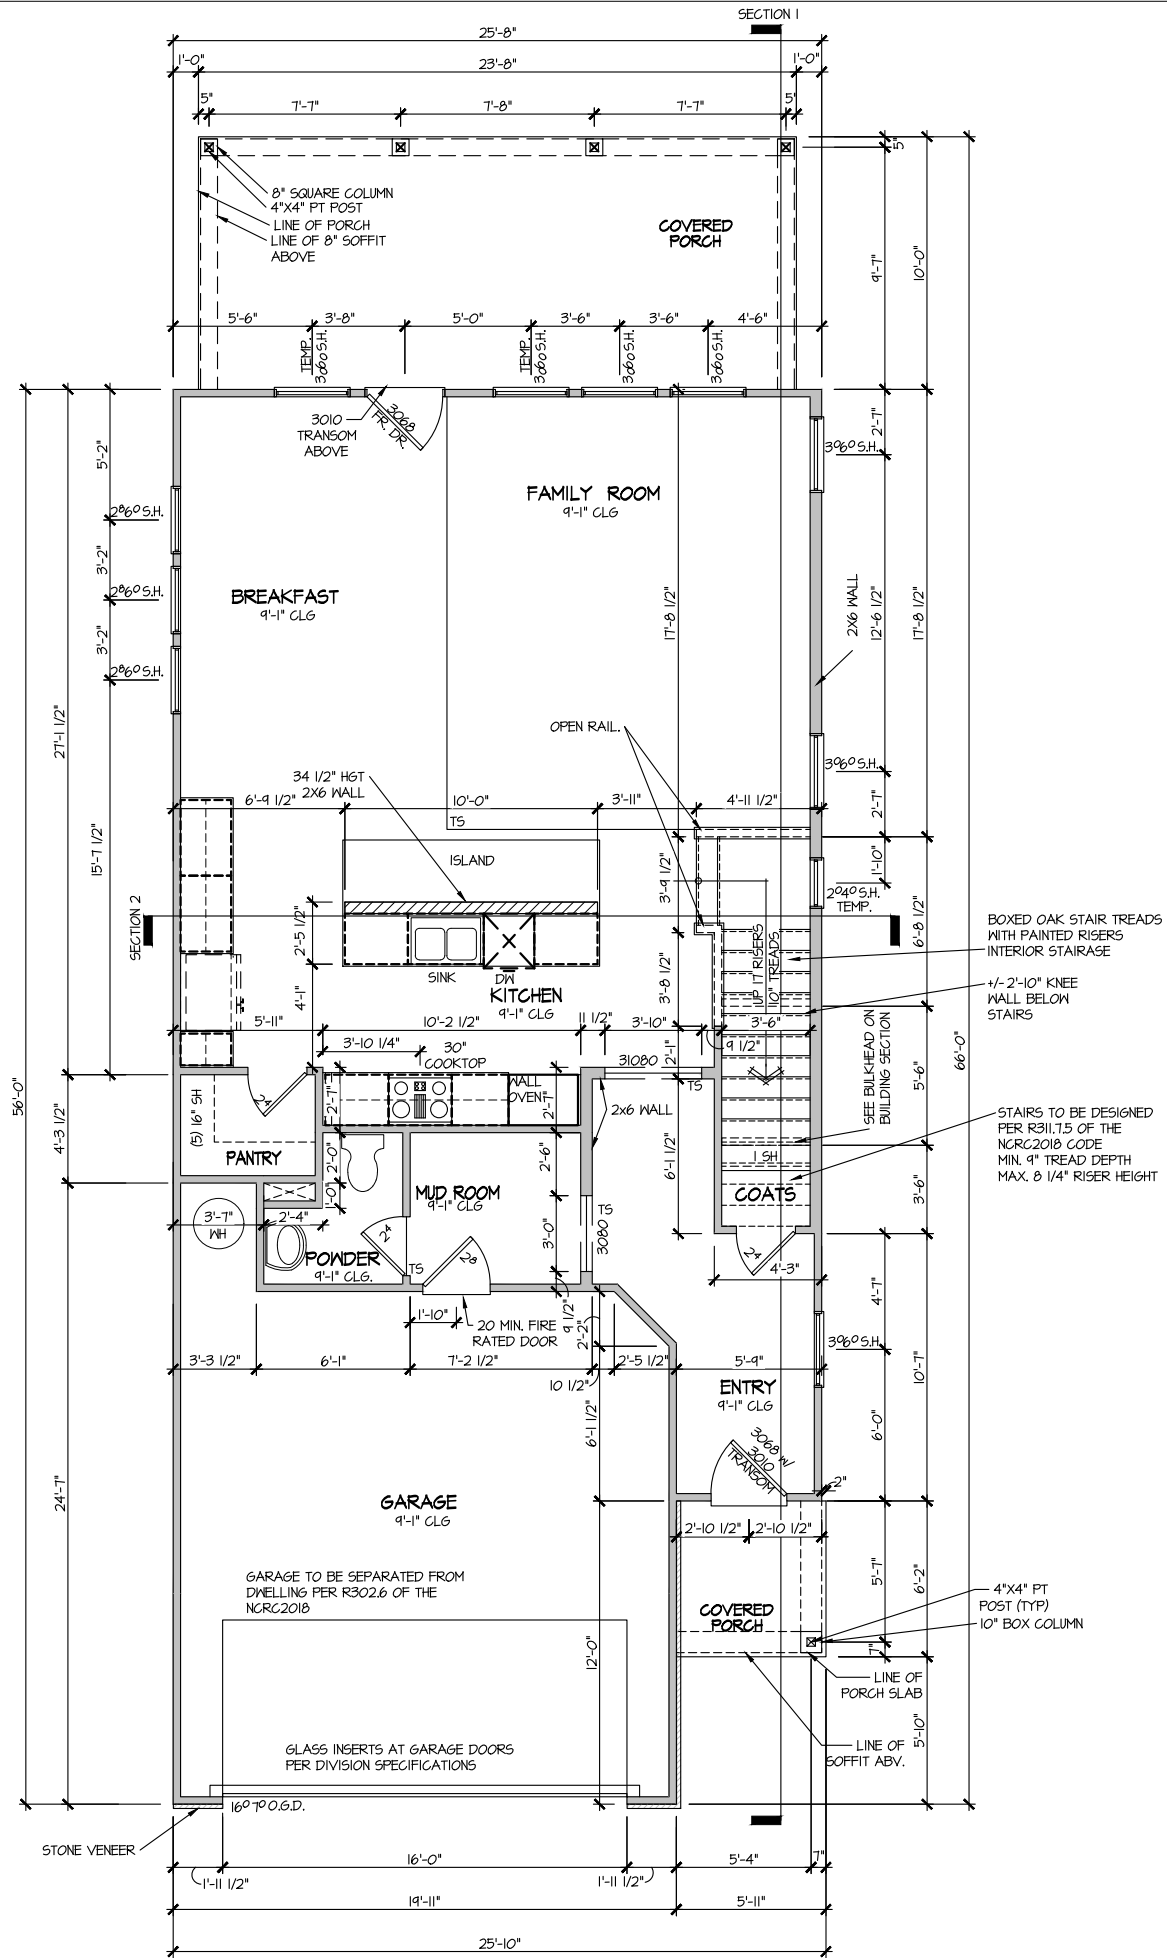 SECTION 1
25'-8"
1'-0"
23'-8"
1'-0"
5"
7'-7"
7'-8"
7'-7"
5"
8" SQUARE COLUMN
4"X4" PT POST
LINE OF PORCH
LINE OF 8" SOFFIT
ABOVE
COVERED
PORCH
5"
9'-7"
10'-0"
5'-6"
3'-8"
5'-0"
3'-6"
3'-6"
4'-6"
TEMP.
3060 S.H.
TEMP.
3060 S.H.
3060 S.H.
3060 S.H.
3010
TRANSOM
ABOVE
3068
FR. DR.
FAMILY ROOM
9'-1" CLG
BREAKFAST
9'-1" CLG
5'-2"
2860 S.H.
3'-2"
2860 S.H.
3'-2"
2860 S.H.
27'-1 1/2"
15'-7 1/2"
56'-0"
2'-7"
3060 S.H.
2X6 WALL
12'-6 1/2"
17'-8 1/2"
17'-8 1/2"
3060 S.H.
2'-7"
OPEN RAIL.
34 1/2" HGT
2X6 WALL
6'-9 1/2"
10'-0"
3'-11"
4'-11 1/2"
TS
ISLAND
1'-10"
2040 S.H.
TEMP.
6'-8 1/2"
3'-9 1/2"
SECTION 2
2'-5 1/2"
4'-1"
SINK
DW
KITCHEN
9'-1" CLG
3'-8 1/2"
UP 17 RISERS
10" TREADS
BOXED OAK STAIR TREADS
WITH PAINTED RISERS
INTERIOR STAIRASE
+/- 2'-10" KNEE
WALL BELOW
STAIRS
66'-0"
5'-11"
10'-2 1/2"
11 1/2"
3'-10"
3'-6"
9 1/2"
3'-10 1/4"
30"
COOKTOP
31080
2'-1"
TS
SEE BULKHEAD ON
BUILDING SECTION
5'-6"
WALL
OVEN
2'-7"
2'-7"
2x6 WALL
24
(5) 16" SH
PANTRY
4'-3 1/2"
2'-0"
1'-0"
2'-6"
6'-1 1/2"
1 SH
STAIRS TO BE DESIGNED
PER R311.7.5 OF THE
NCRC2018 CODE
MIN. 9" TREAD DEPTH
MAX. 8 1/4" RISER HEIGHT
MUD ROOM
9'-1" CLG
COATS
3'-6"
3'-7"
WH
2'-4"
24
3'-0"
TS
3080
POWDER
9'-1" CLG.
TS
28
24
4'-3"
4'-7"
1'-10"
20 MIN. FIRE
RATED DOOR
9 1/2"
2'-2"
3'-3 1/2"
6'-1"
7'-2 1/2"
2'-5 1/2"
5'-9"
10 1/2"
3060 S.H.
10'-7"
ENTRY
9'-1" CLG
6'-1 1/2"
6'-0"
3068 W/
3010
TRANSOM
2"
24'-7"
GARAGE
9'-1" CLG
2'-10 1/2"
2'-10 1/2"
GARAGE TO BE SEPARATED FROM
DWELLING PER R302.6 OF THE
NCRC2018
COVERED
PORCH
5'-7"
6'-2"
4"X4" PT
POST (TYP)
10" BOX COLUMN
7"
12'-0"
LINE OF
PORCH SLAB
LINE OF
SOFFIT ABV.
5'-10"
GLASS INSERTS AT GARAGE DOORS
PER DIVISION SPECIFICATIONS
16070 O.G.D.
STONE VENEER
1'-11 1/2"
16'-0"
1'-11 1/2"
5'-4"
7"
19'-11"
5'-11"
25'-10"